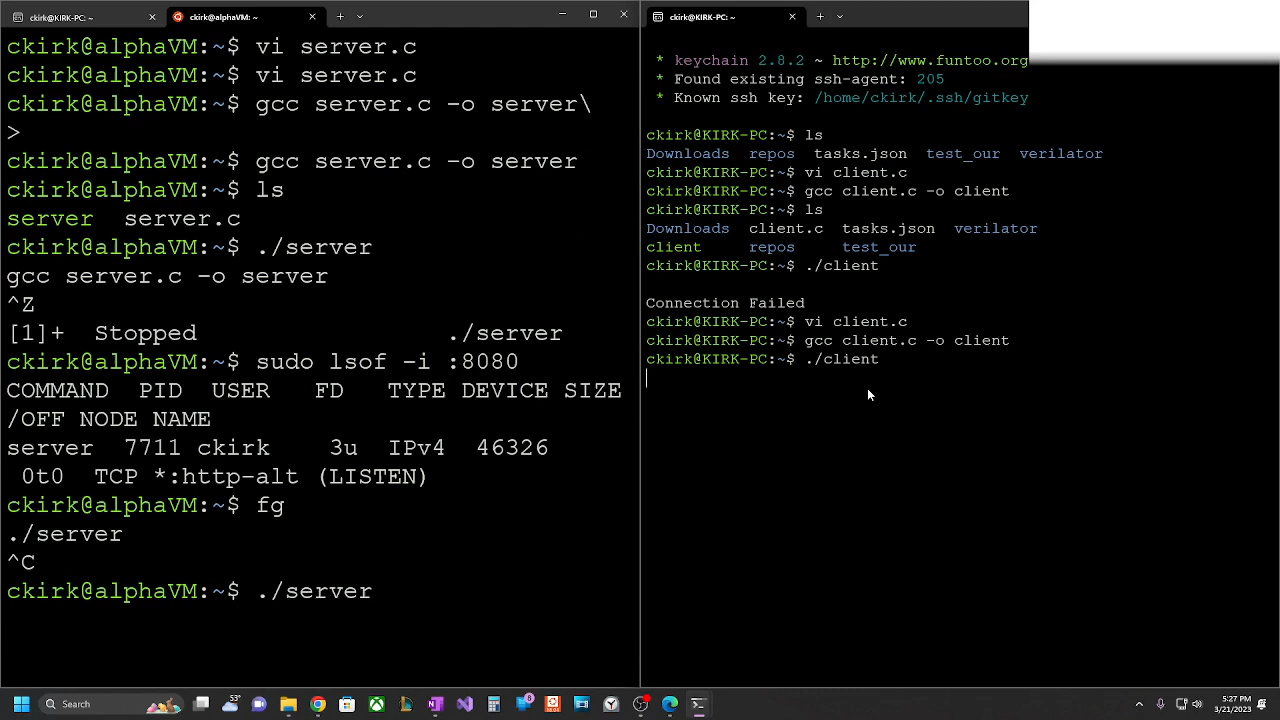 ckirk@KIRK-PC: ~
ckirk@alphaVM: ~
ckirk@alphaVM:~$ vi server.c
ckirk@alphaVM:~$ vi server.c
ckirk@alphaVM:~$ gcc server.c -o server\
>
ckirk@alphaVM:~$ gcc server.c -o server
ckirk@alphaVM:~$ ls
server  server.c
ckirk@alphaVM:~$ ./server
gcc server.c -o server
^Z
[1]+  Stopped                 ./server
ckirk@alphaVM:~$ sudo lsof -i :8080
COMMAND  PID  USER   FD   TYPE DEVICE SIZE
/OFF NODE NAME
server  7711 ckirk    3u  IPv4  46326
 0t0  TCP *:http-alt (LISTEN)
ckirk@alphaVM:~$ fg
./server
^C
ckirk@alphaVM:~$ ./server
ckirk@KIRK-PC: ~
* keychain 2.8.2 ~ http://www.funtoo.org
* Found existing ssh-agent: 205
* Known ssh key: /home/ckirk/.ssh/gitkey
ckirk@KIRK-PC:~$ ls
Downloads  repos  tasks.json  test_our  verilator
ckirk@KIRK-PC:~$ vi client.c
ckirk@KIRK-PC:~$ gcc client.c -o client
ckirk@KIRK-PC:~$ ls
Downloads  client.c  tasks.json  verilator
client     repos     test_our
ckirk@KIRK-PC:~$ ./client
Connection Failed
ckirk@KIRK-PC:~$ vi client.c
ckirk@KIRK-PC:~$ gcc client.c -o client
ckirk@KIRK-PC:~$ ./client
Search
53°
8
5:27 PM
3/21/2023